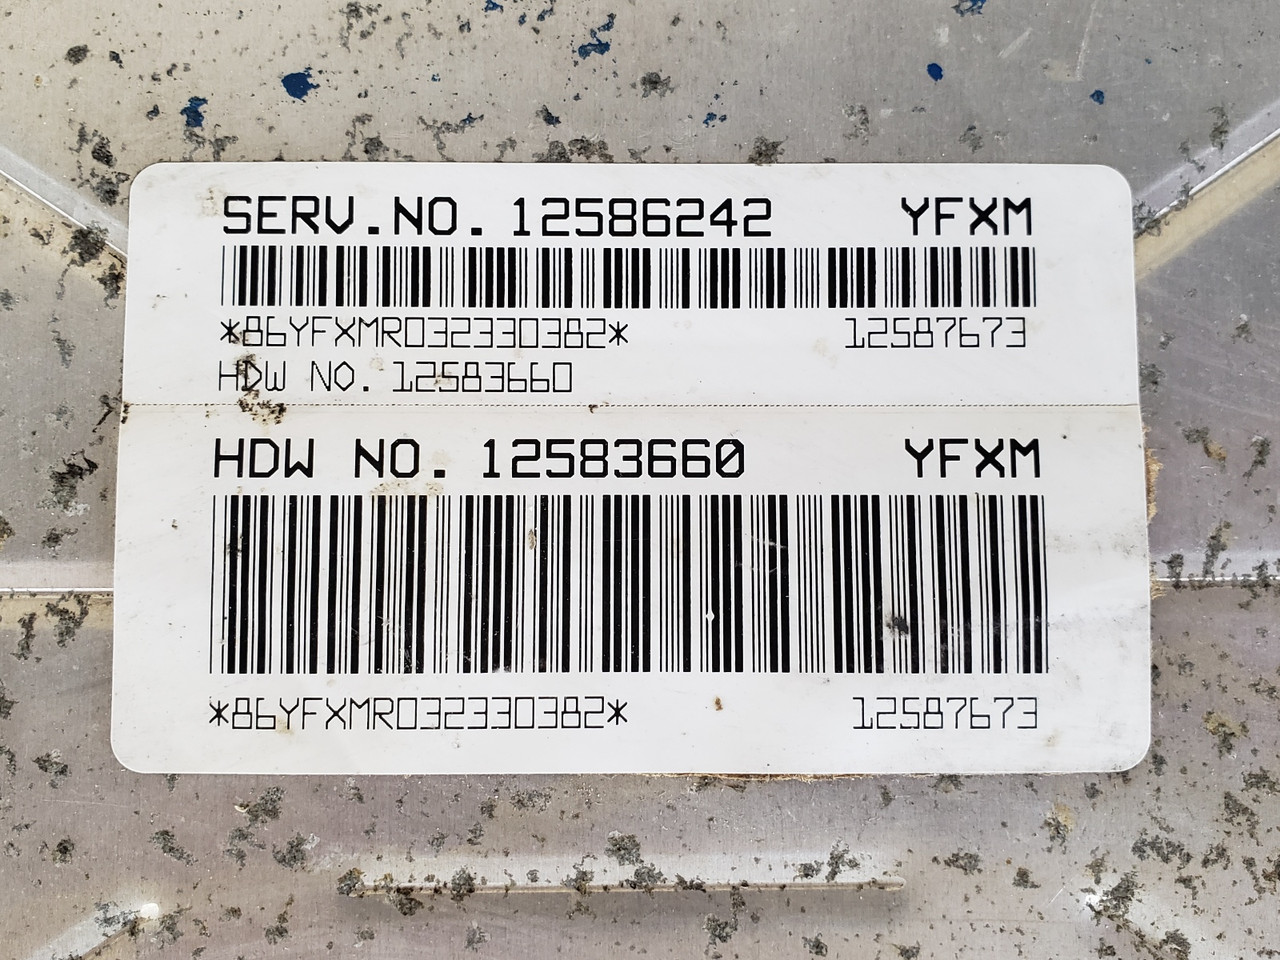 SERV.NO. 12586242 YFXM
*86YFXMR032330382* 12587673
HDW NO. 12583660
HDW NO. 12583660 YFXM
*86YFXMR032330382* 12587673